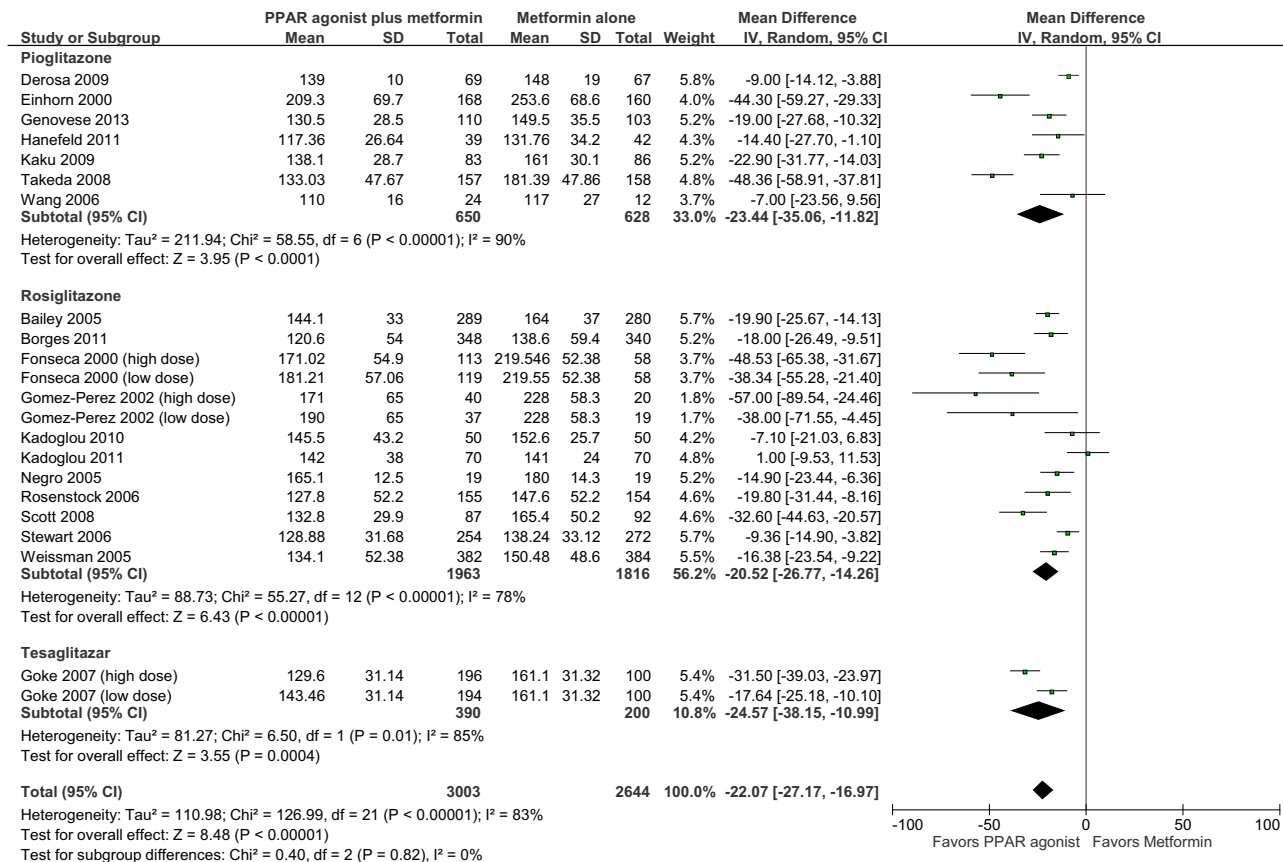 PPAR agonist plus metformin Metformin alone Mean Difference Mean Difference
Study or Subgroup Mean SD Total Mean SD Total Weight IV, Random, 95% CI IV, Random, 95% CI
Pioglitazone
Derosa 2009 139 10 69 148 19 67 5.8% -9.00 [-14.12, -3.88]
Einhorn 2000 209.3 69.7 168 253.6 68.6 160 4.0% -44.30 [-59.27, -29.33]
Genovese 2013 130.5 28.5 110 149.5 35.5 103 5.2% -19.00 [-27.68, -10.32]
Hanefeld 2011 117.36 26.64 39 131.76 34.2 42 4.3% -14.40 [-27.70, -1.10]
Kaku 2009 138.1 28.7 83 161 30.1 86 5.2% -22.90 [-31.77, -14.03]
Takeda 2008 133.03 47.67 157 181.39 47.86 158 4.8% -48.36 [-58.91, -37.81]
Wang 2006 110 16 24 117 27 12 3.7% -7.00 [-23.56, 9.56]
Subtotal (95% CI) 650 628 33.0% -23.44 [-35.06, -11.82]
Heterogeneity: Tau² = 211.94; Chi² = 58.55, df = 6 (P < 0.00001); I² = 90%
Test for overall effect: Z = 3.95 (P < 0.0001)
Rosiglitazone
Bailey 2005 144.1 33 289 164 37 280 5.7% -19.90 [-25.67, -14.13]
Borges 2011 120.6 54 348 138.6 59.4 340 5.2% -18.00 [-26.49, -9.51]
Fonseca 2000 (high dose) 171.02 54.9 113 219.546 52.38 58 3.7% -48.53 [-65.38, -31.67]
Fonseca 2000 (low dose) 181.21 57.06 119 219.55 52.38 58 3.7% -38.34 [-55.28, -21.40]
Gomez-Perez 2002 (high dose) 171 65 40 228 58.3 20 1.8% -57.00 [-89.54, -24.46]
Gomez-Perez 2002 (low dose) 190 65 37 228 58.3 19 1.7% -38.00 [-71.55, -4.45]
Kadoglou 2010 145.5 43.2 50 152.6 25.7 50 4.2% -7.10 [-21.03, 6.83]
Kadoglou 2011 142 38 70 141 24 70 4.8% 1.00 [-9.53, 11.53]
Negro 2005 165.1 12.5 19 180 14.3 19 5.2% -14.90 [-23.44, -6.36]
Rosenstock 2006 127.8 52.2 155 147.6 52.2 154 4.6% -19.80 [-31.44, -8.16]
Scott 2008 132.8 29.9 87 165.4 50.2 92 4.6% -32.60 [-44.63, -20.57]
Stewart 2006 128.88 31.68 254 138.24 33.12 272 5.7% -9.36 [-14.90, -3.82]
Weissman 2005 134.1 52.38 382 150.48 48.6 384 5.5% -16.38 [-23.54, -9.22]
Subtotal (95% CI) 1963 1816 56.2% -20.52 [-26.77, -14.26]
Heterogeneity: Tau² = 88.73; Chi² = 55.27, df = 12 (P < 0.00001); I² = 78%
Test for overall effect: Z = 6.43 (P < 0.00001)
Tesaglitazar
Goke 2007 (high dose) 129.6 31.14 196 161.1 31.32 100 5.4% -31.50 [-39.03, -23.97]
Goke 2007 (low dose) 143.46 31.14 194 161.1 31.32 100 5.4% -17.64 [-25.18, -10.10]
Subtotal (95% CI) 390 200 10.8% -24.57 [-38.15, -10.99]
Heterogeneity: Tau² = 81.27; Chi² = 6.50, df = 1 (P = 0.01); I² = 85%
Test for overall effect: Z = 3.55 (P = 0.0004)
Total (95% CI) 3003 2644 100.0% -22.07 [-27.17, -16.97]
Heterogeneity: Tau² = 110.98; Chi² = 126.99, df = 21 (P < 0.00001); I² = 83%
Test for overall effect: Z = 8.48 (P < 0.00001)
Test for subgroup differences: Chi² = 0.40, df = 2 (P = 0.82), I² = 0%
-100 -50 0 50 100
Favors PPAR agonist Favors Metformin